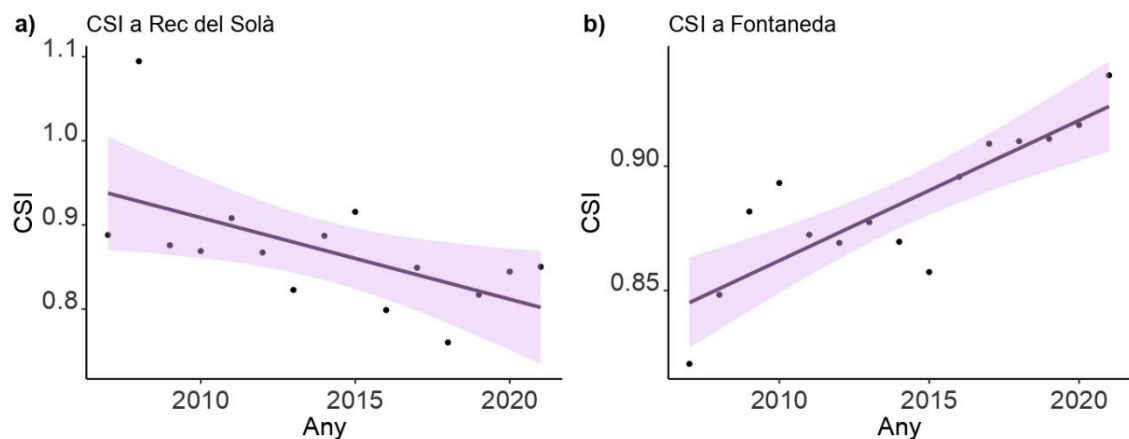 a) CSI a Rec del Solà
1.1
1.0
0.9
0.8
CSI
2010 2015 2020
Any
b) CSI a Fontaneda
0.90
0.85
CSI
2010 2015 2020
Any